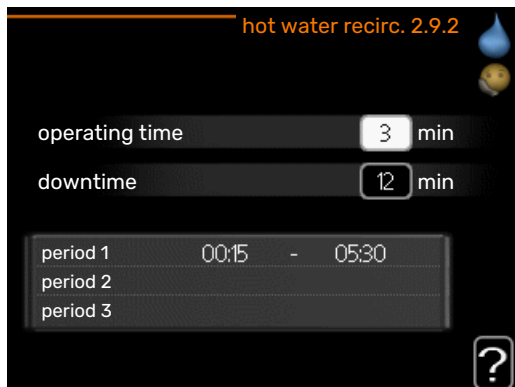 hot water recirc. 2.9.2
operating time 3 min
downtime 12 min
period 1 00:15 - 05:30
period 2
period 3
?